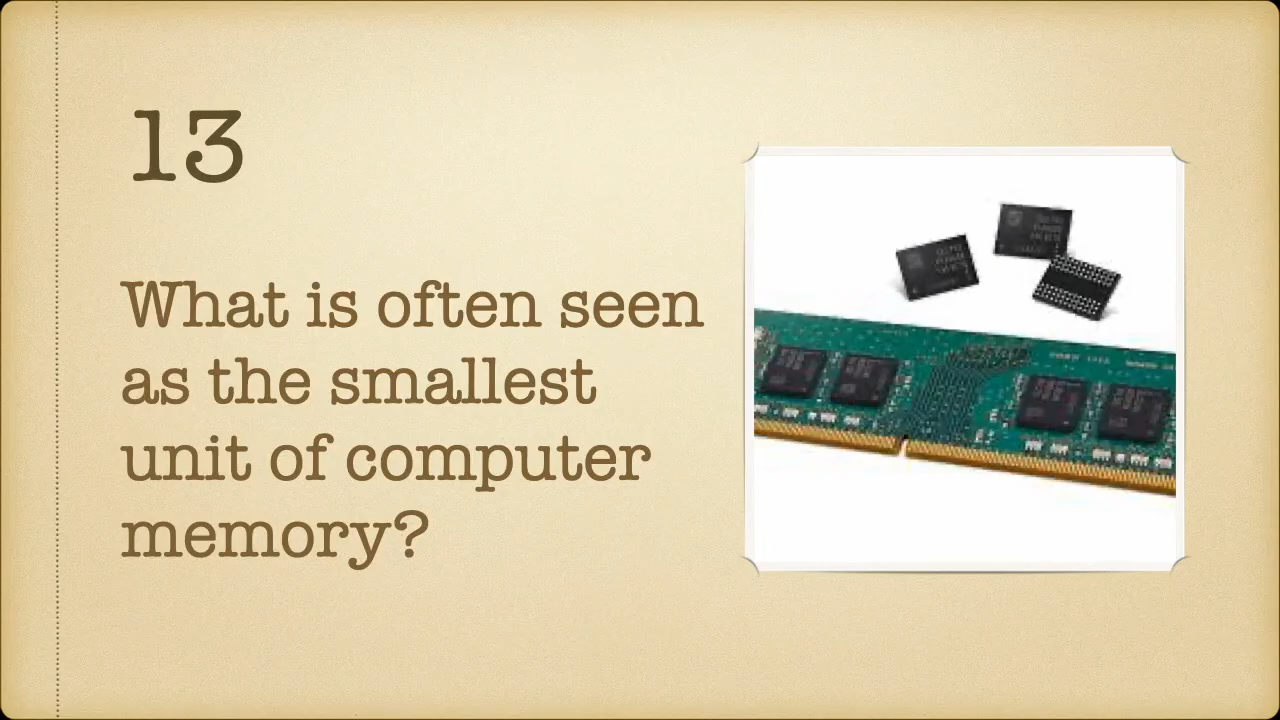 13
What is often seen
as the smallest
unit of computer
memory?